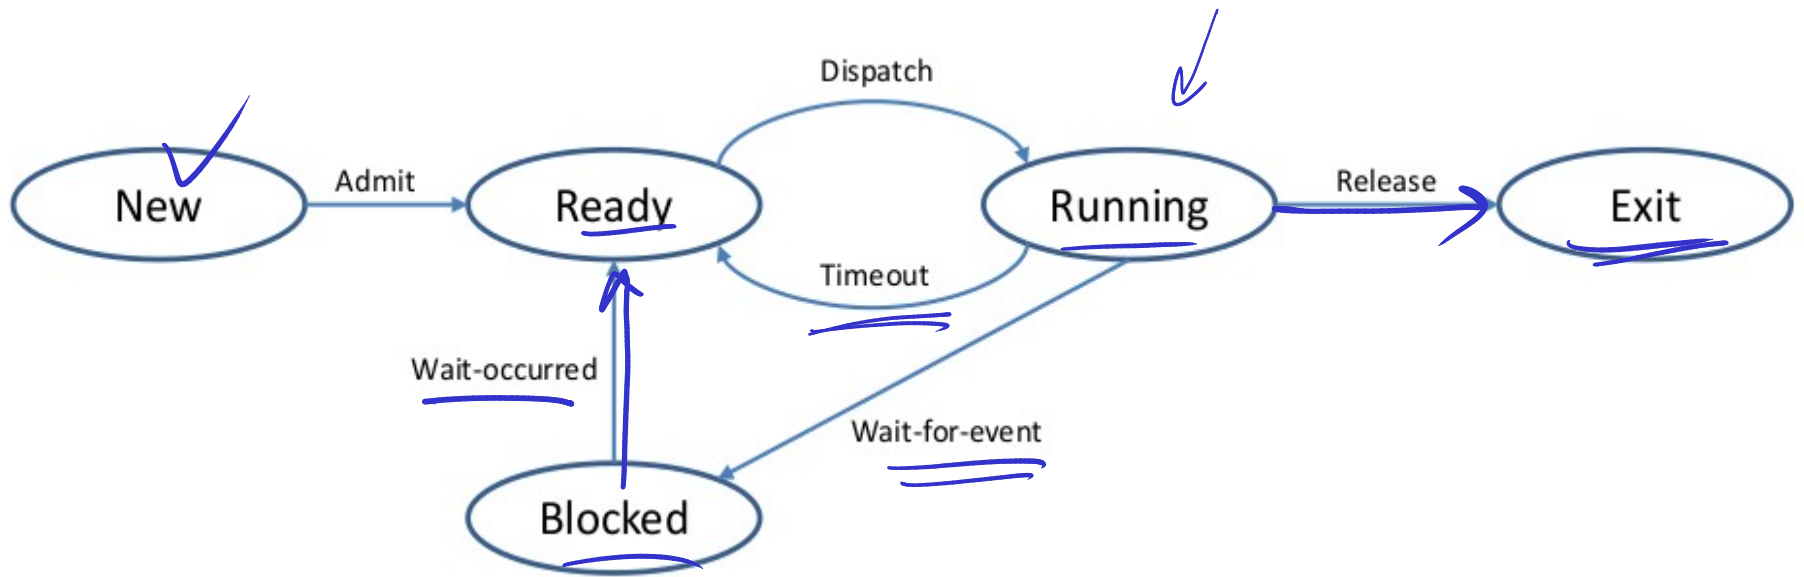 Dispatch
New
Admit
Ready
Running
Release
Exit
Timeout
Wait-occurred
Wait-for-event
Blocked